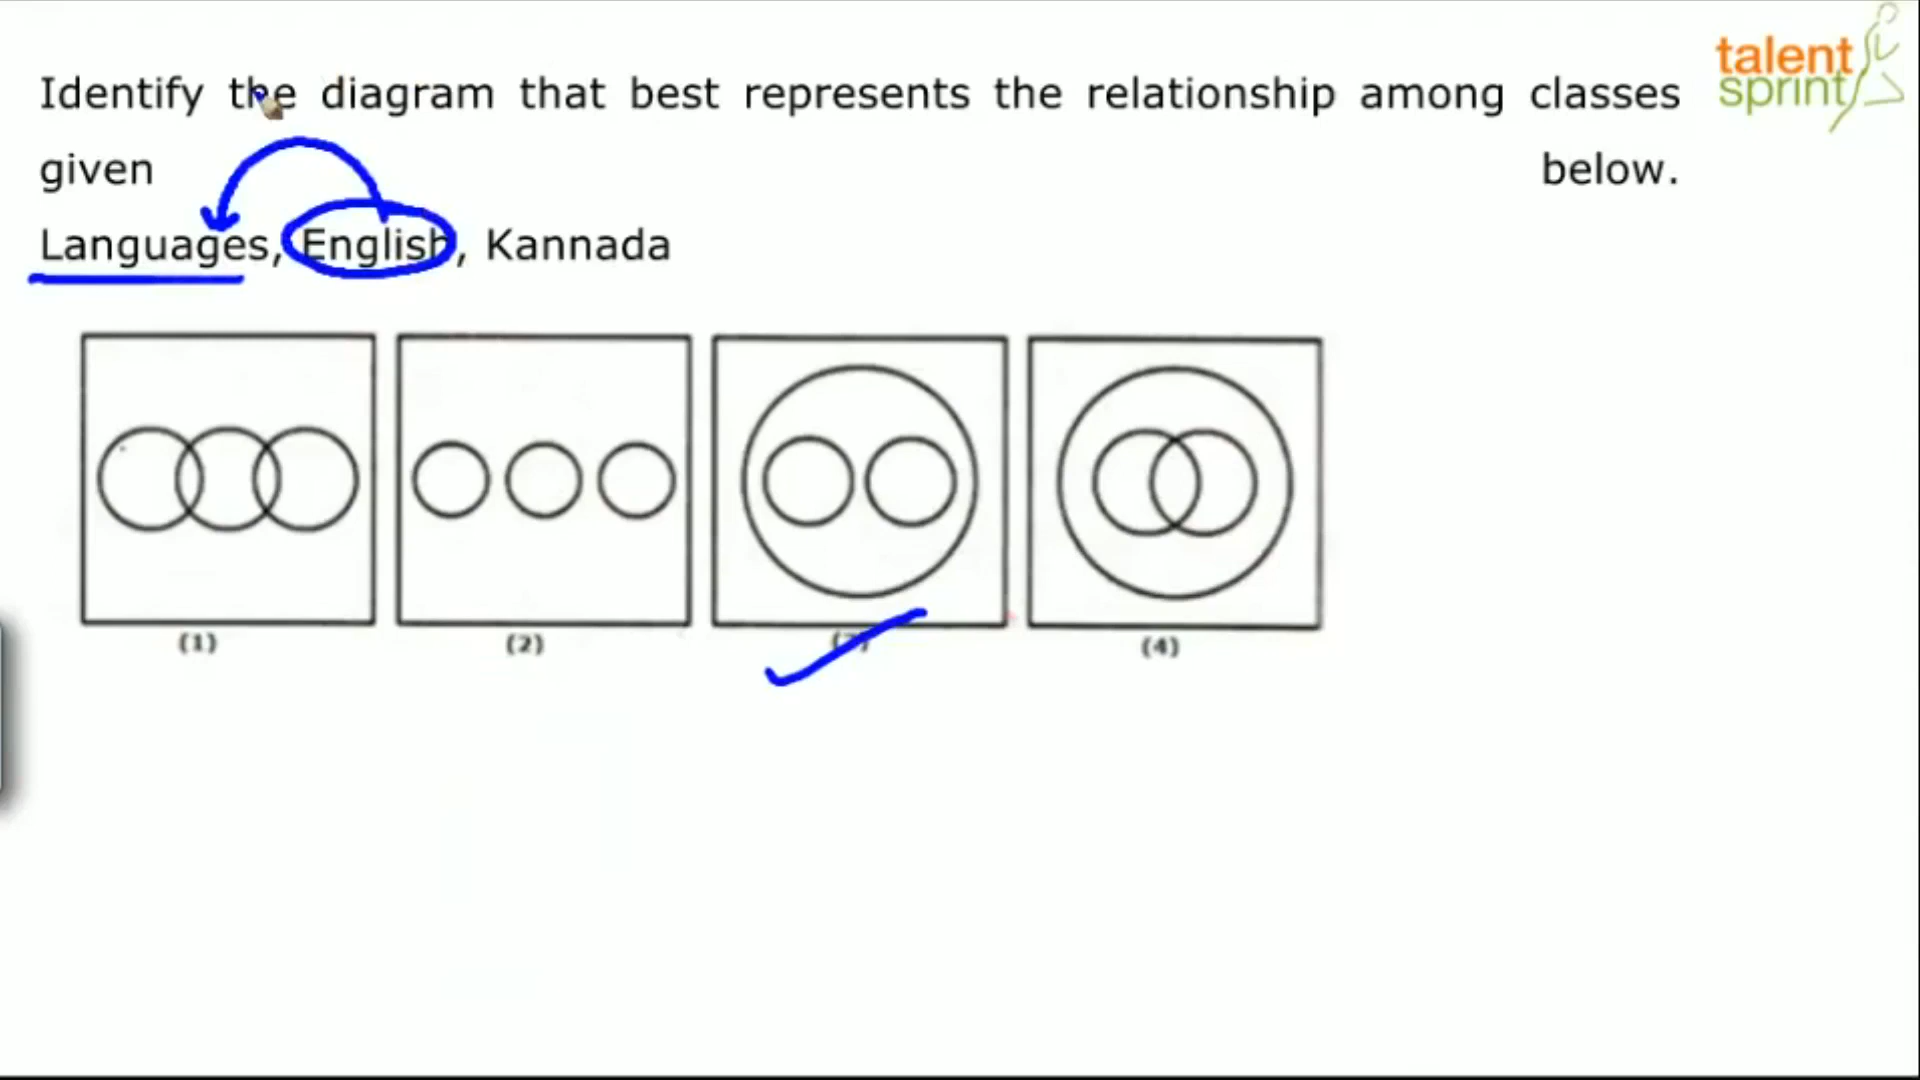 talent
sprint
Identify the diagram that best represents the relationship among classes
given below.
Languages, English, Kannada
(1) (2) (4)